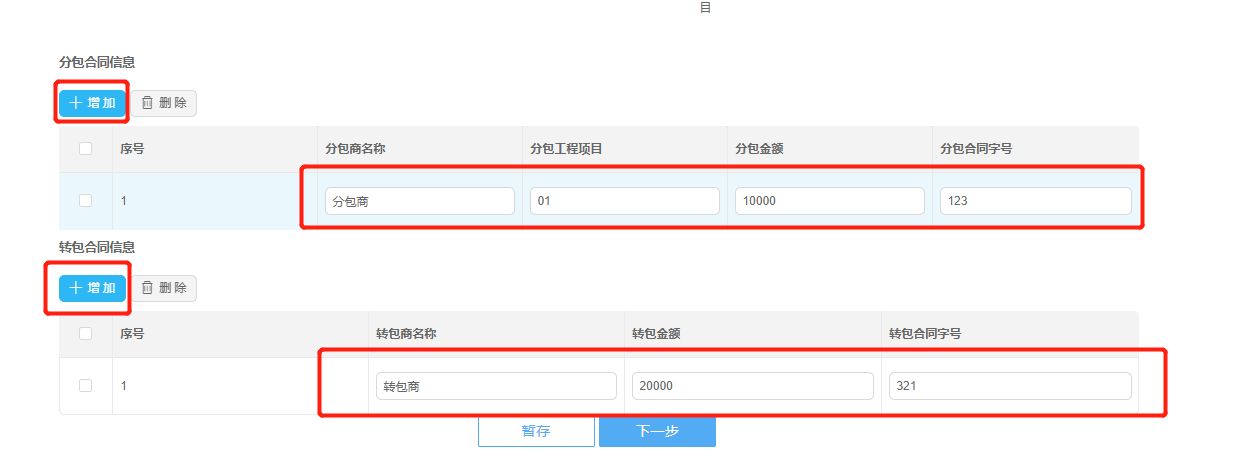 目
分包合同信息
增加 删除
序号 分包商名称 分包工程项目 分包金额 分包合同字号
1 分包商 01 10000 123
转包合同信息
增加 删除
序号 转包商名称 转包金额 转包合同字号
1 转包商 20000 321
暂存 下一步